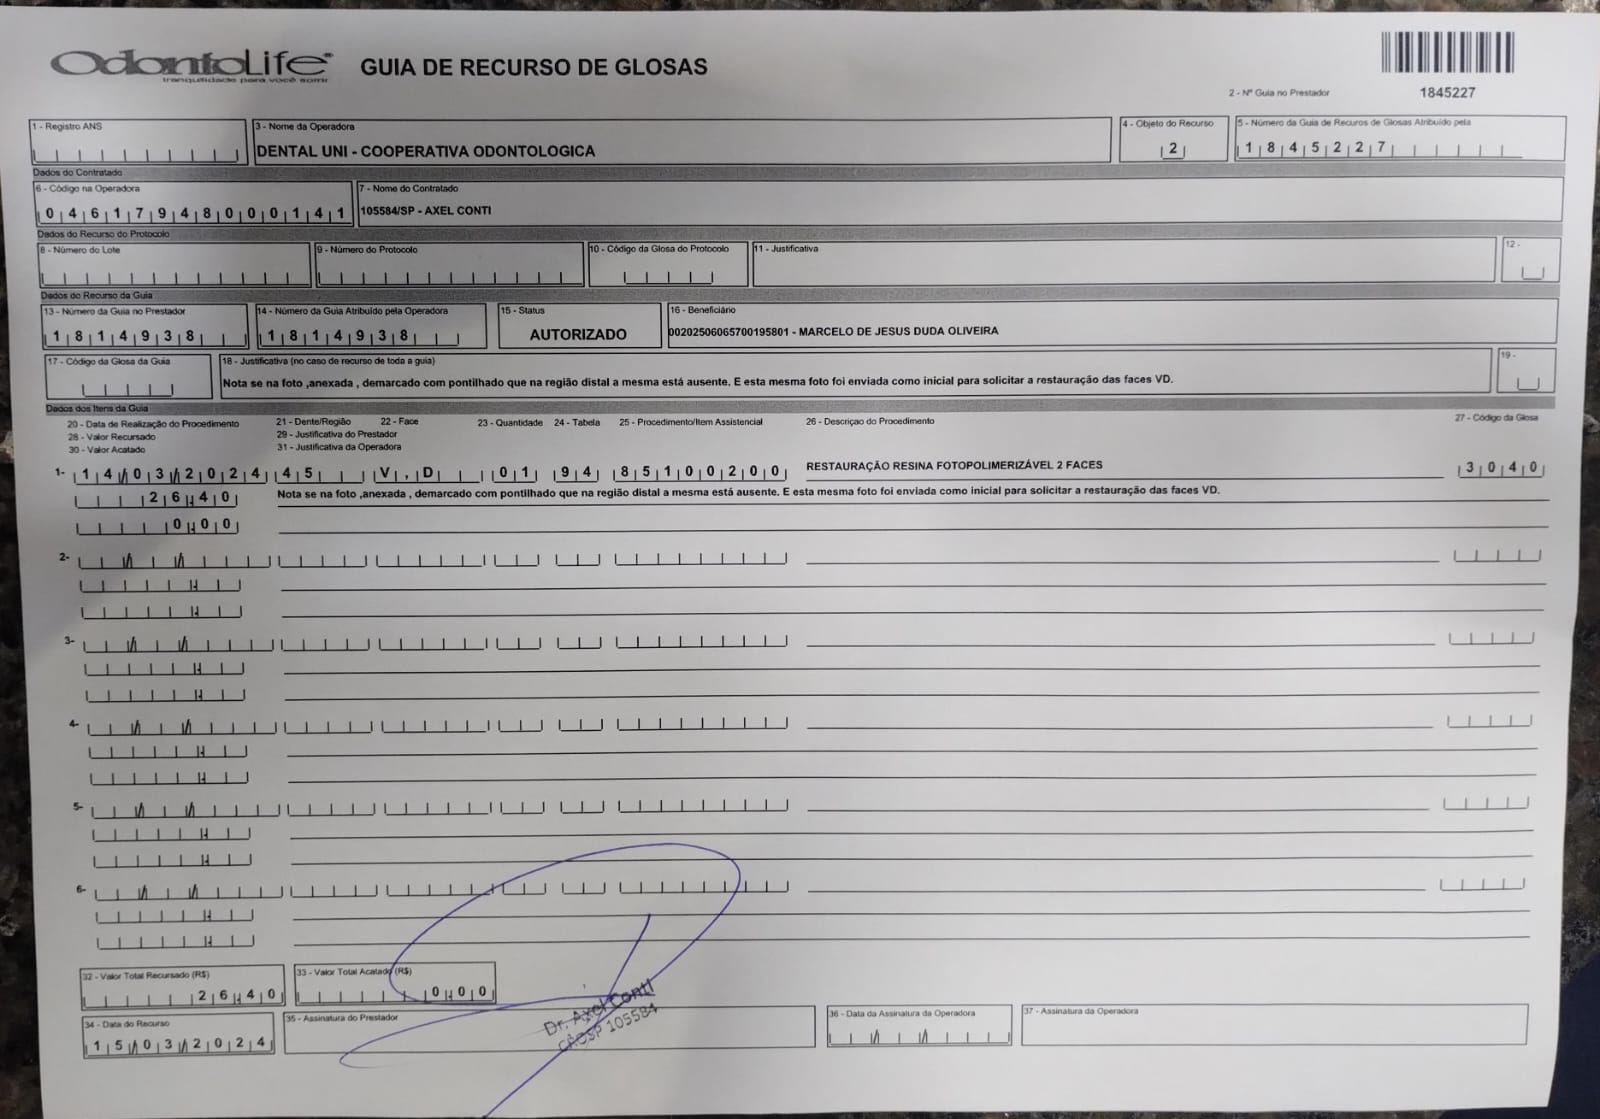 OdontoLife
tranquilidade para você sorrir
GUIA DE RECURSO DE GLOSAS
2 - Nº Guia no Prestador
1845227
1 - Registro ANS
3 - Nome da Operadora
DENTAL UNI - COOPERATIVA ODONTOLOGICA
4 - Objeto do Recurso
2
5 - Número da Guia de Recuros de Glosas Atribuído pela
1845227
Dados do Contratado
6 - Código na Operadora
04617948000141
7 - Nome do Contratado
105584/SP - AXEL CONTI
Dados do Recurso do Protocolo
8 - Número do Lote
9 - Número do Protocolo
10 - Código da Glosa do Protocolo
11 - Justificativa
12 -
Dados do Recurso da Guia
13 - Número da Guia no Prestador
1814938
14 - Número da Guia Atribuído pela Operadora
1814938
15 - Status
AUTORIZADO
16 - Beneficiário
00202506065700195801 - MARCELO DE JESUS DUDA OLIVEIRA
17 - Código da Glosa da Guia
18 - Justificativa (no caso de recurso de toda a guia)
Nota se na foto ,anexada , demarcado com pontilhado que na região distal a mesma está ausente. E esta mesma foto foi enviada como inicial para solicitar a restauração das faces VD.
19 -
Dados dos Itens da Guia
20 - Data de Realização do Procedimento 21 - Dente/Região 22 - Face 23 - Quantidade 24 - Tabela 25 - Procedimento/Item Assistencial 26 - Descriçao do Procedimento 27 - Código da Glosa
28 - Valor Recursado 29 - Justificativa do Prestador
30 - Valor Acatado 31 - Justificativa da Operadora
1- 14/03/2024 45 V,D 01 94 85100200 RESTAURAÇÃO RESINA FOTOPOLIMERIZÁVEL 2 FACES 3040
26,40 Nota se na foto ,anexada , demarcado com pontilhado que na região distal a mesma está ausente. E esta mesma foto foi enviada como inicial para solicitar a restauração das faces VD.
0,00
2-
3-
4-
5-
6-
32 - Valor Total Recursado (R$)
26,40
33 - Valor Total Acatado (R$)
0,00
34 - Data do Recurso
15/03/2024
35 - Assinatura do Prestador
Dr. Axel Conti
CROSP 105584
36 - Data da Assinatura da Operadora
37 - Assinatura da Operadora